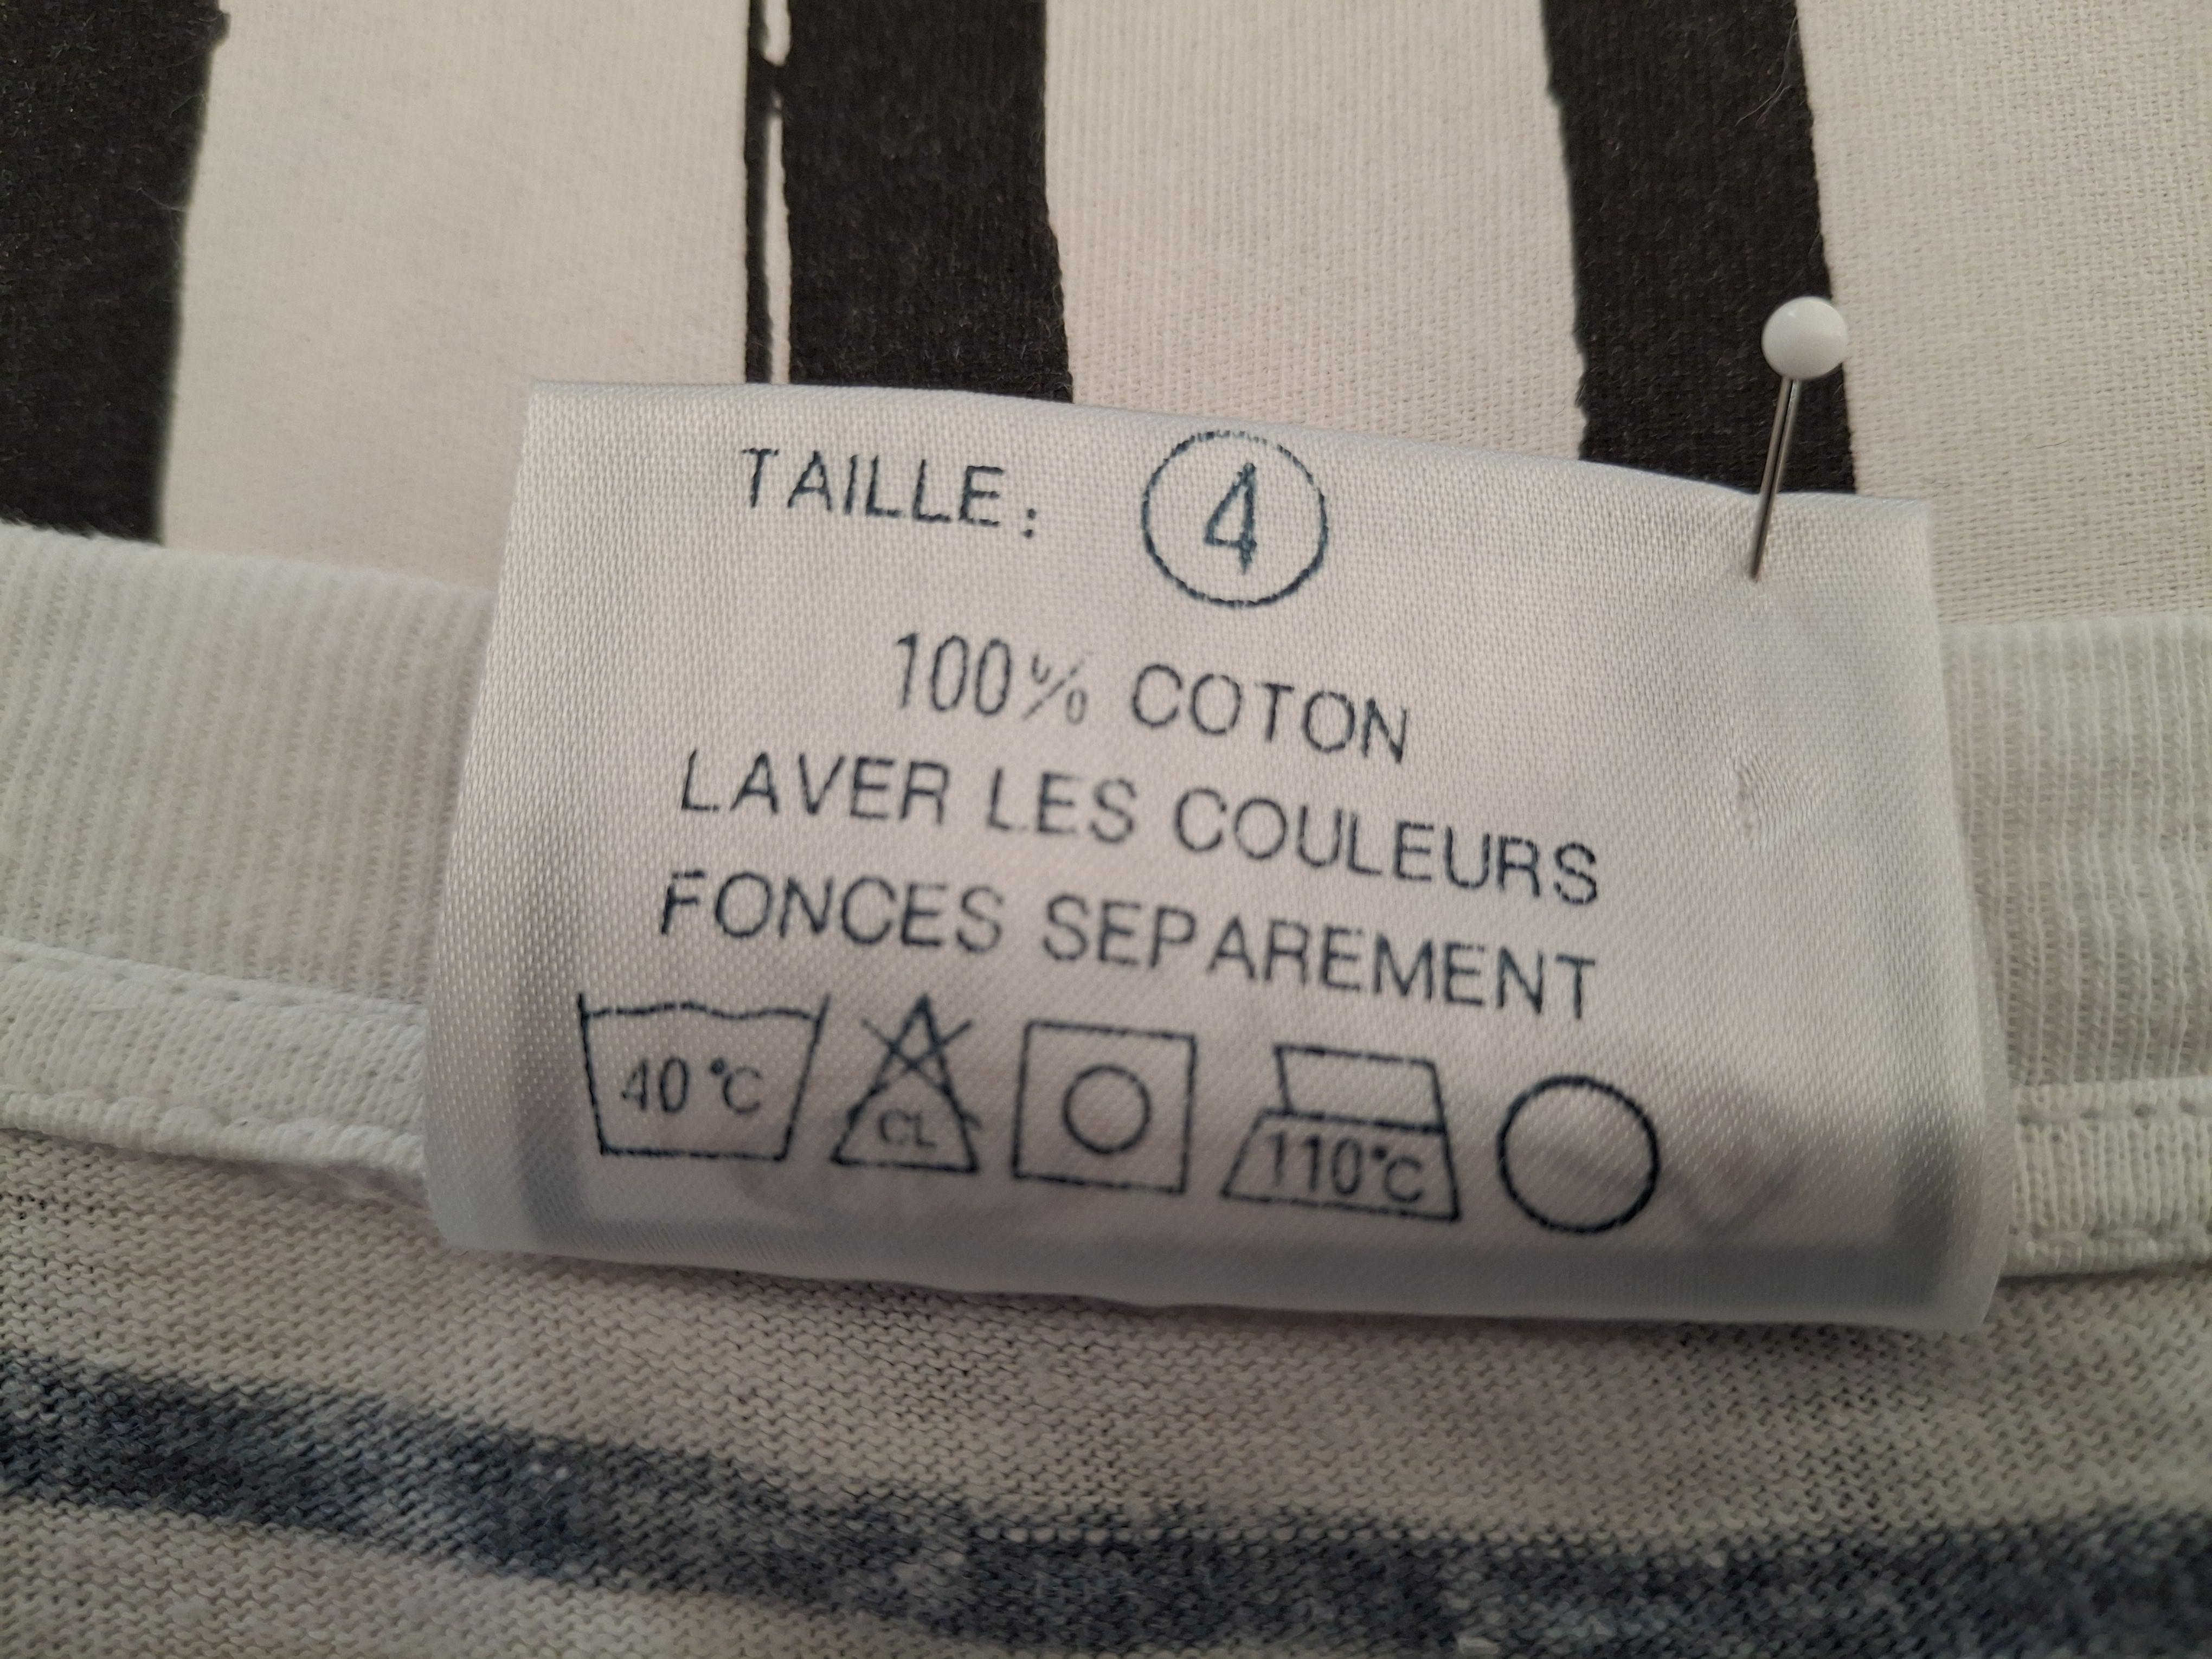 TAILLE: 4
100% COTON
LAVER LES COULEURS
FONCES SEPAREMENT
40°C CL 110°C